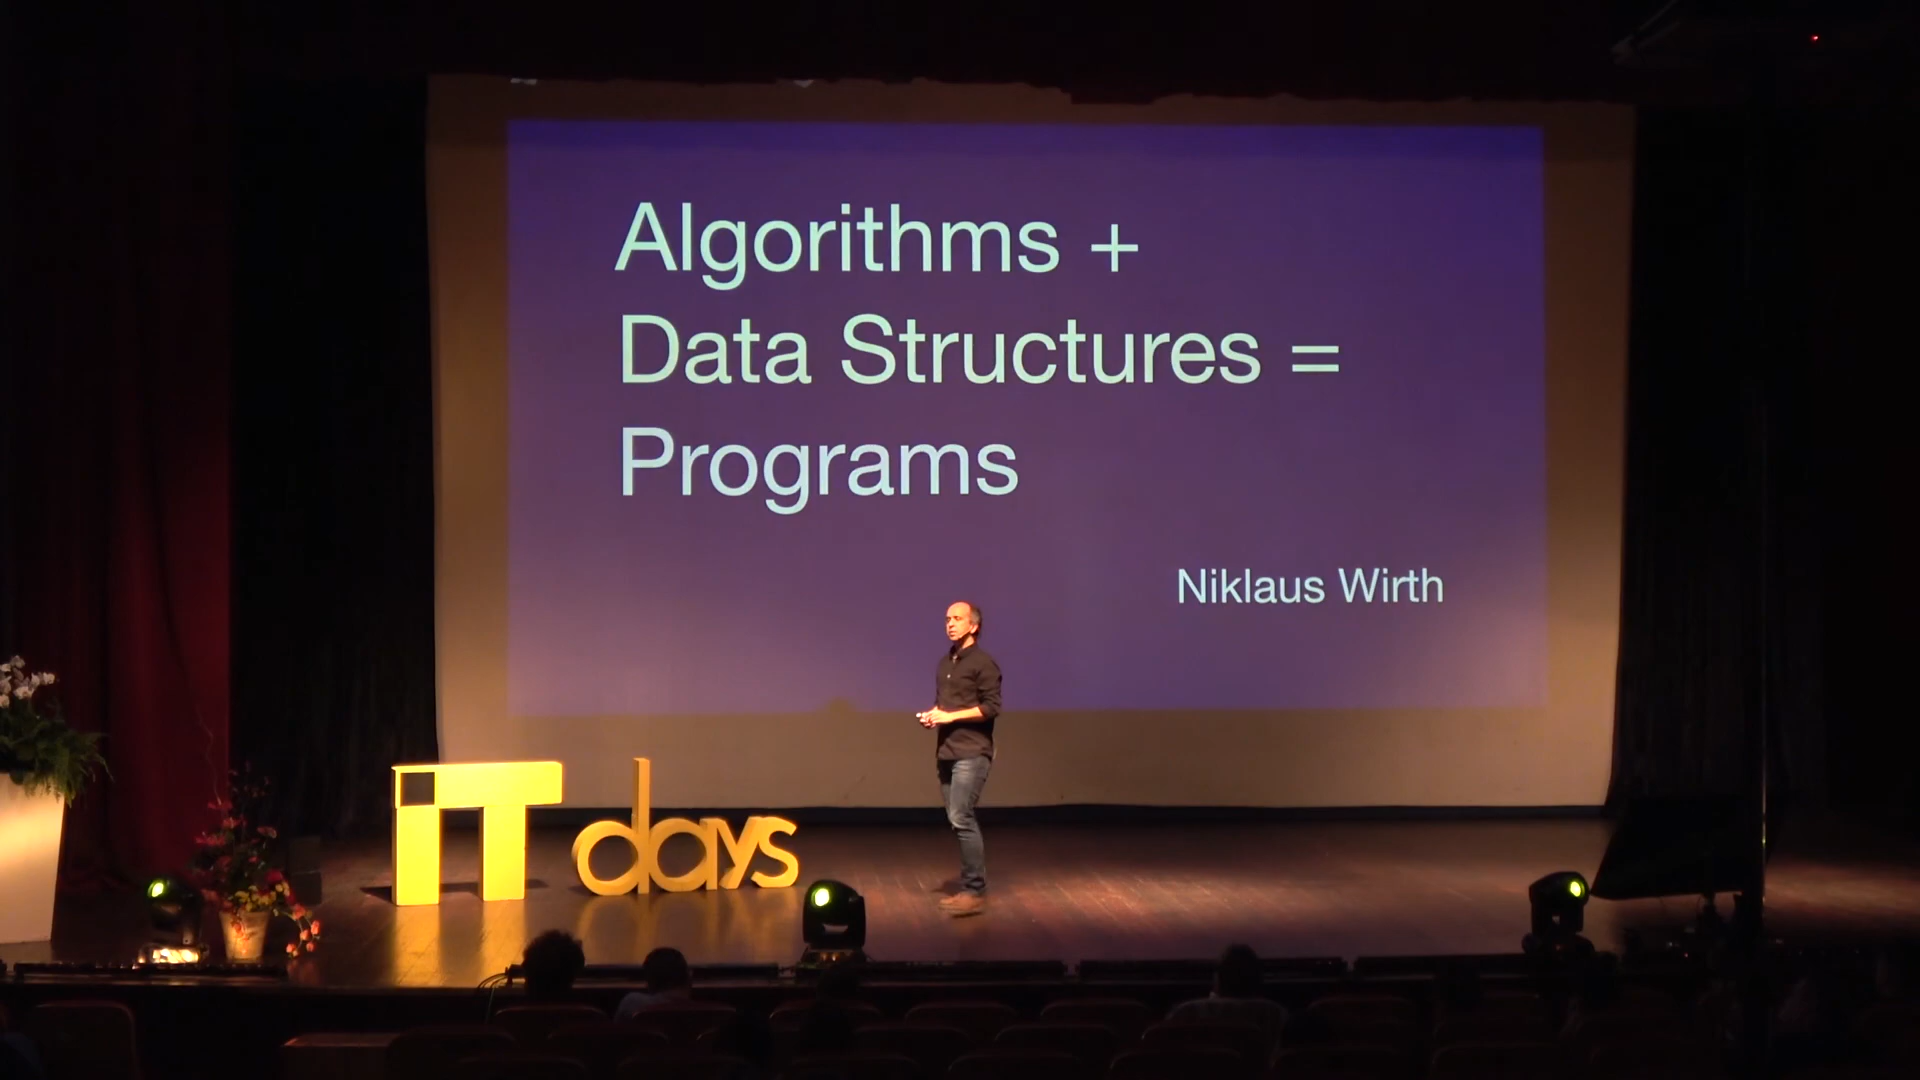 Algorithms +
Data Structures =
Programs
Niklaus Wirth
iT days